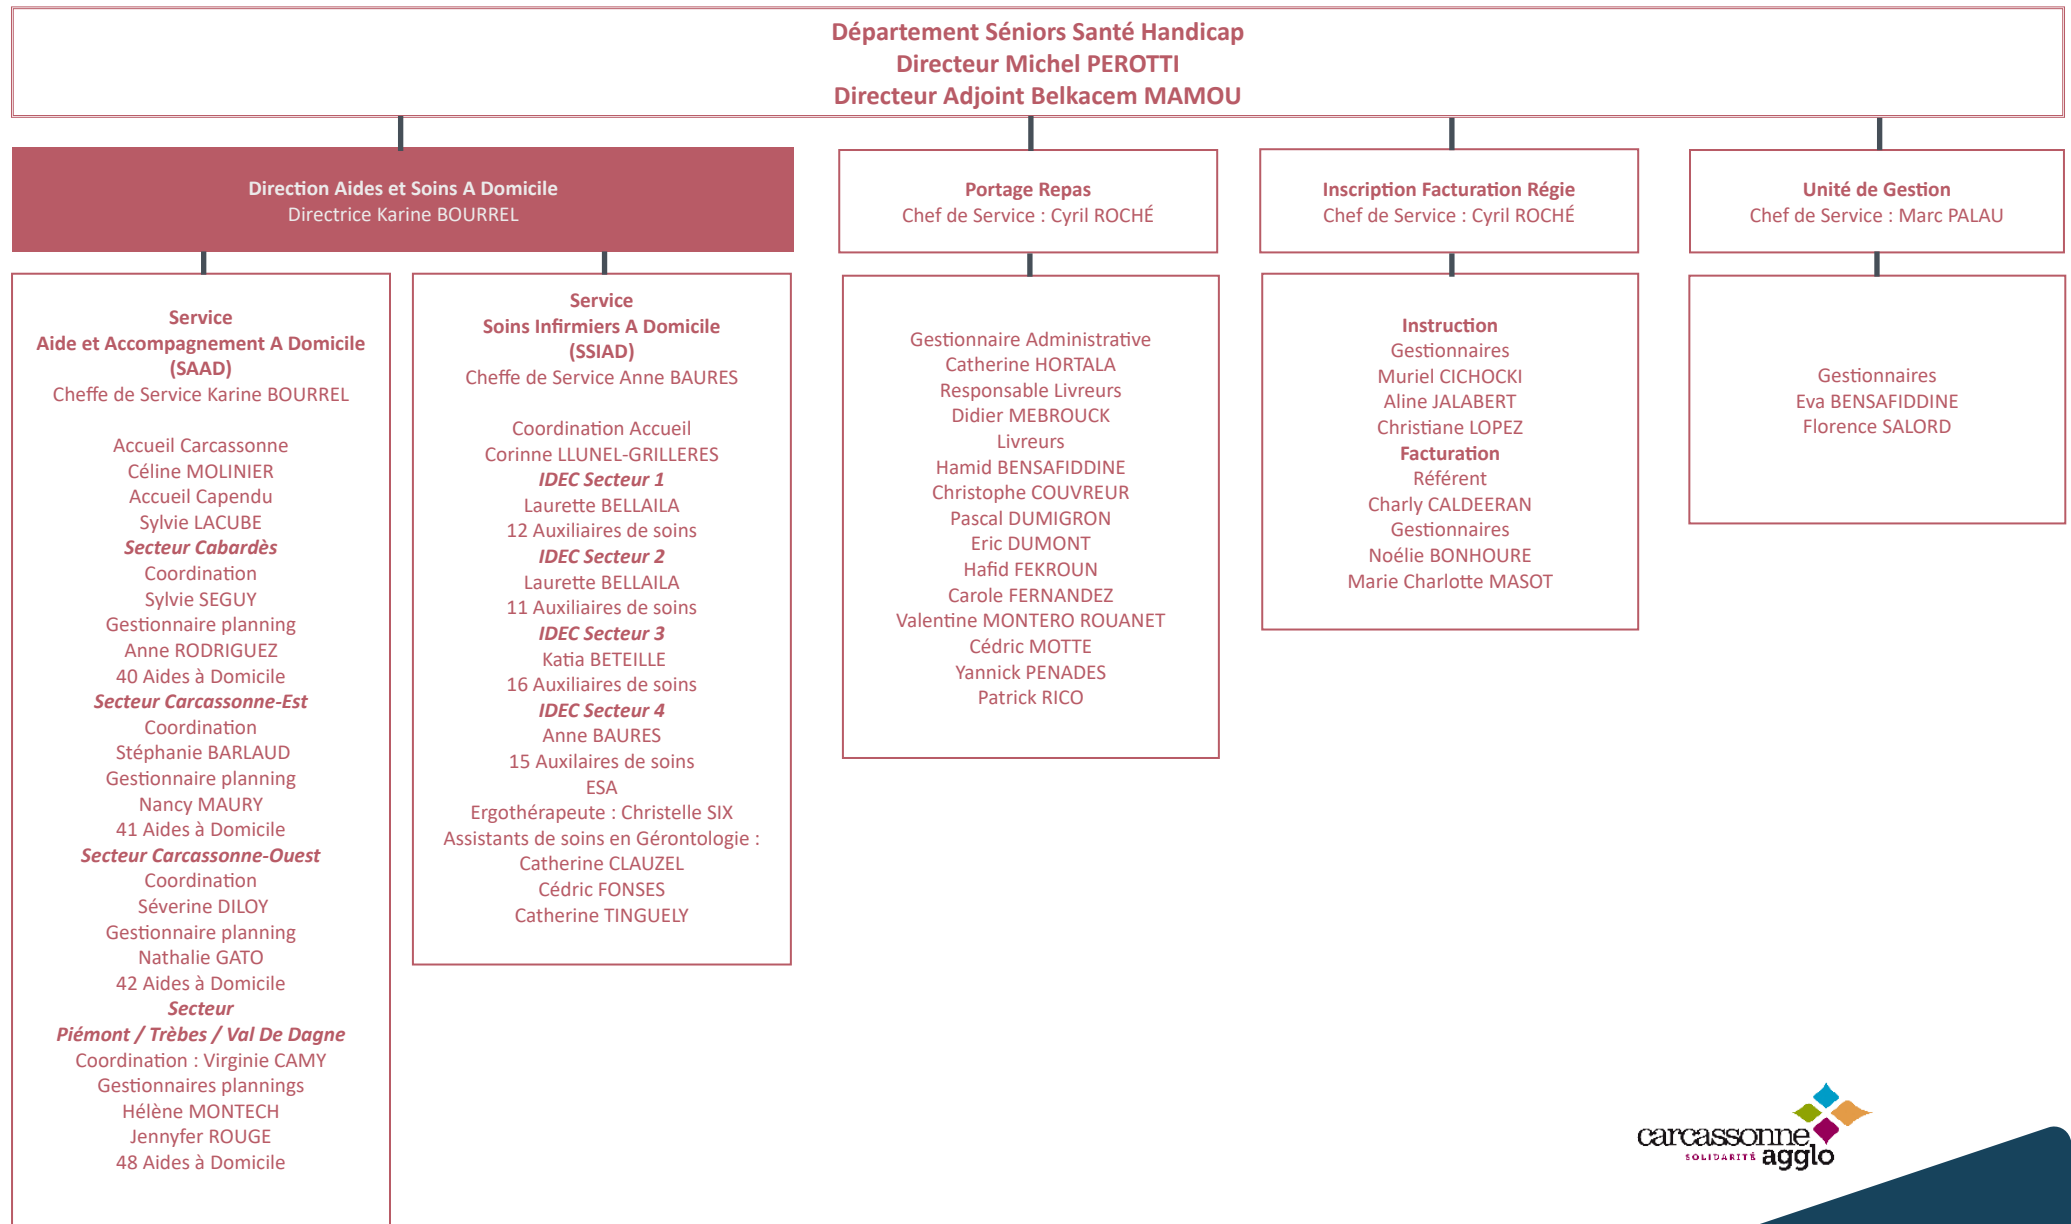 Département Séniors Santé Handicap
Directeur Michel PEROTTI
Directeur Adjoint Belkacem MAMOU
Direction Aides et Soins A Domicile
Directrice Karine BOURREL
Service
Aide et Accompagnement A Domicile
(SAAD)
Cheffe de Service Karine BOURREL
Accueil Carcassonne
Céline MOLINIER
Accueil Capendu
Sylvie LACUBE
Secteur Cabardès
Coordination
Sylvie SEGUY
Gestionnaire planning
Anne RODRIGUEZ
40 Aides à Domicile
Secteur Carcassonne-Est
Coordination
Stéphanie BARLAUD
Gestionnaire planning
Nancy MAURY
41 Aides à Domicile
Secteur Carcassonne-Ouest
Coordination
Séverine DILOY
Gestionnaire planning
Nathalie GATO
42 Aides à Domicile
Secteur
Piémont / Trèbes / Val De Dagne
Coordination : Virginie CAMY
Gestionnaires plannings
Hélène MONTECH
Jennyfer ROUGE
48 Aides à Domicile
Service
Soins Infirmiers A Domicile
(SSIAD)
Cheffe de Service Anne BAURES
Coordination Accueil
Corinne LLUNEL-GRILLERES
IDEC Secteur 1
Laurette BELLAILA
12 Auxiliaires de soins
IDEC Secteur 2
Laurette BELLAILA
11 Auxiliaires de soins
IDEC Secteur 3
Katia BETEILLE
16 Auxiliaires de soins
IDEC Secteur 4
Anne BAURES
15 Auxilaires de soins
ESA
Ergothérapeute : Christelle SIX
Assistants de soins en Gérontologie :
Catherine CLAUZEL
Cédric FONSES
Catherine TINGUELY
Portage Repas
Chef de Service : Cyril ROCHÉ
Gestionnaire Administrative
Catherine HORTALA
Responsable Livreurs
Didier MEBROUCK
Livreurs
Hamid BENSAFIDDINE
Christophe COUVREUR
Pascal DUMIGRON
Eric DUMONT
Hafid FEKROUN
Carole FERNANDEZ
Valentine MONTERO ROUANET
Cédric MOTTE
Yannick PENADES
Patrick RICO
Inscription Facturation Régie
Chef de Service : Cyril ROCHÉ
Instruction
Gestionnaires
Muriel CICHOCKI
Aline JALABERT
Christiane LOPEZ
Facturation
Référent
Charly CALDEERAN
Gestionnaires
Noélie BONHOURE
Marie Charlotte MASOT
Unité de Gestion
Chef de Service : Marc PALAU
Gestionnaires
Eva BENSAFIDDINE
Florence SALORD
carcassonne
SOLIDARITÉ agglo